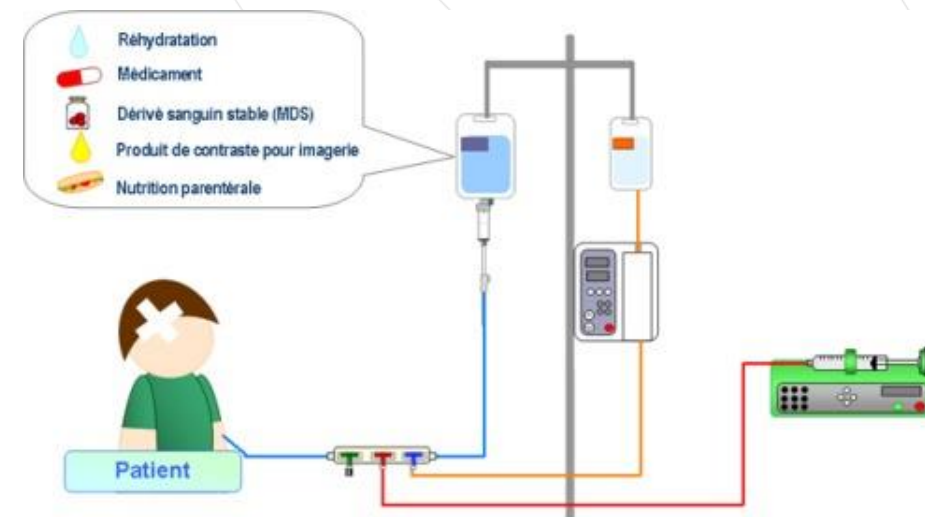 Réhydratation
Médicament
Dérivé sanguin stable (MDS)
Produit de contraste pour imagerie
Nutrition parentérale
Patient